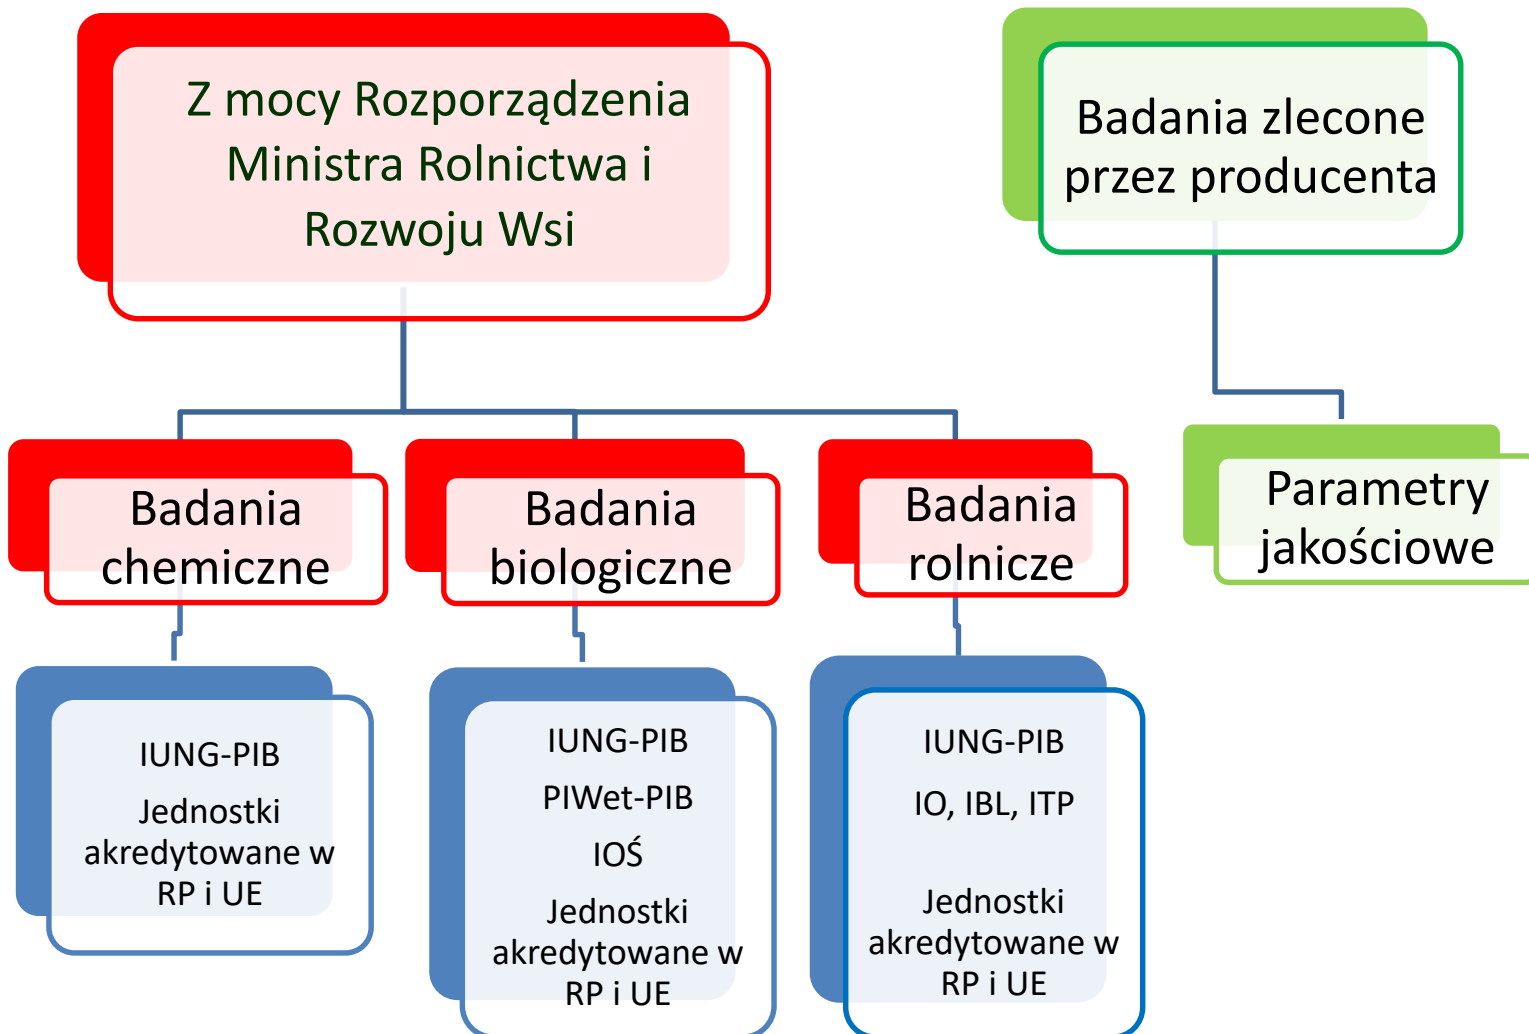 Z mocy Rozporządzenia
Ministra Rolnictwa i
Rozwoju Wsi
Badania zlecone
przez producenta
Badania
chemiczne
Badania
biologiczne
Badania
rolnicze
Parametry
jakościowe
IUNG-PIB
Jednostki
akredytowane w
RP i UE
IUNG-PIB
PIWet-PIB
IOŚ
Jednostki
akredytowane w
RP i UE
IUNG-PIB
IO, IBL, ITP
Jednostki
akredytowane w
RP i UE